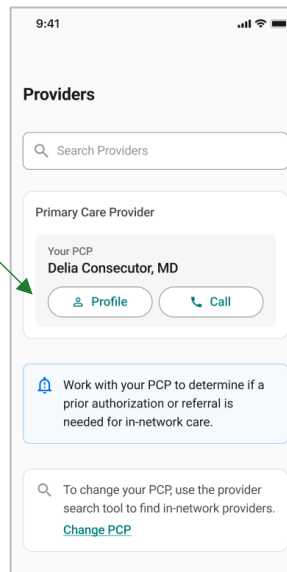 9:41
Providers
Search Providers
Primary Care Provider
Your PCP
Delia Consecutor, MD
Profile
Call
Work with your PCP to determine if a
prior authorization or referral is
needed for in-network care.
To change your PCP, use the provider
search tool to find in-network providers.
Change PCP